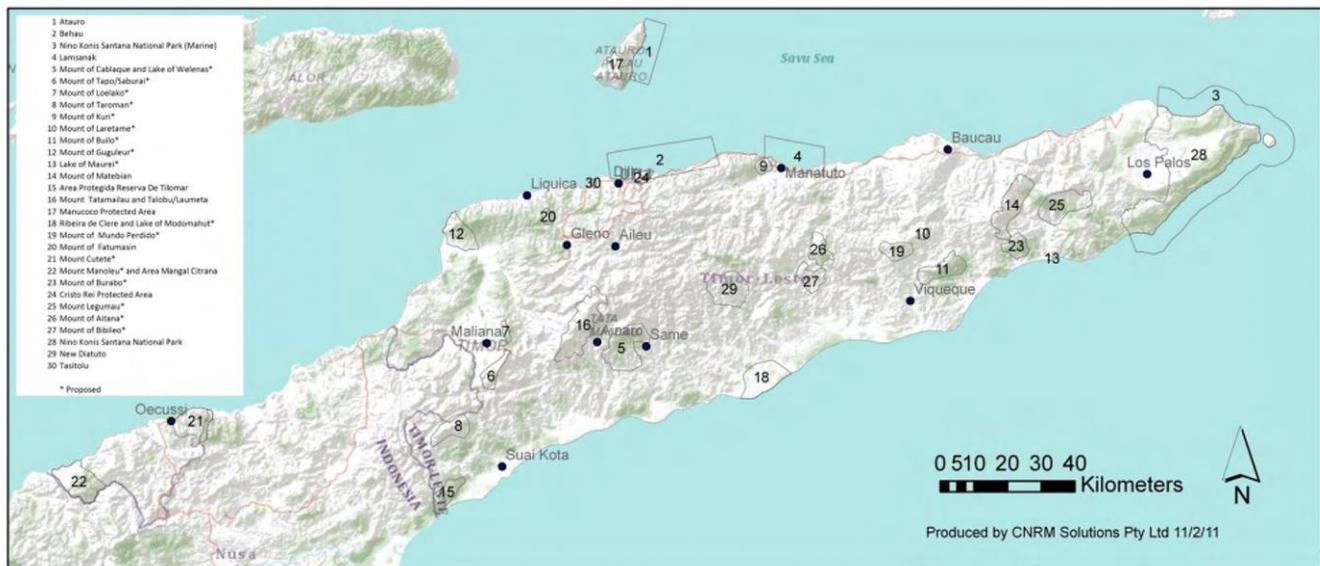 1 Atauro
2 Behau
3 Nino Konis Santana National Park (Marine)
4 Lamsanak
5 Mount of Cablaque and Lake of Welenas*
6 Mount of Tapo/Saburai*
7 Mount of Loelako*
8 Mount of Taroman*
9 Mount of Kuri*
10 Mount of Laretame*
11 Mount of Builo*
12 Mount of Guguleur*
13 Lake of Maurei*
14 Mount of Matebian
15 Area Protegida Reserva De Tilomar
16 Mount Tatamailau and Talobu/Laumeta
17 Manucoco Protected Area
18 Ribeira de Clere and Lake of Modomahut*
19 Mount of Mundo Perdido*
20 Mount of Fatumasin
21 Mount Cutete*
22 Mount Manoleu* and Area Mangal Citrana
23 Mount of Burabo*
24 Cristo Rei Protected Area
25 Mount Legumau*
26 Mount of Aitana*
27 Mount of Bibileo*
28 Nino Konis Santana National Park
29 New Diatuto
30 Tasitolu
* Proposed
ALOR
ATAURO
PULAU
ATAURO
17
1
Savu Sea
3
Baucau
2
4
9
Manatuto
28
Los Palos
30
24
Liquica
20
12
Gleno
Aileu
14
25
10
26
19
23
13
11
27
Timor-Leste
29
Viqueque
Maliana
7
TIMOR
16
TATA
Same
5
6
18
Oecussi
21
8
TIMOR-LESTE
INDONESIA
Suai Kota
22
15
Nusa
0 5 10 20 30 40
Kilometers
N
Produced by CNRM Solutions Pty Ltd 11/2/11